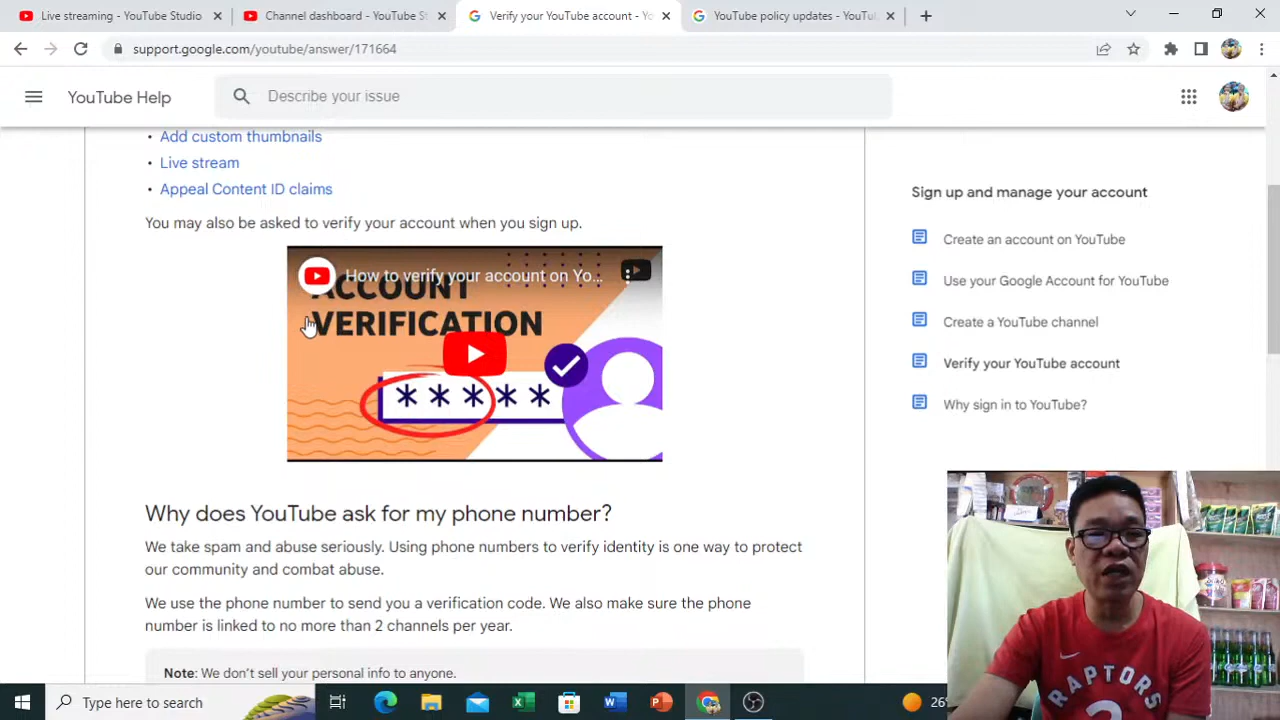 Live streaming - YouTube Studio
Channel dashboard - YouTube St
Verify your YouTube account - Yo
YouTube policy updates - YouTub
support.google.com/youtube/answer/171664
YouTube Help
Describe your issue
• Add custom thumbnails
• Live stream
• Appeal Content ID claims
You may also be asked to verify your account when you sign up.
How to verify your account on Yo...
ACCOUNT
VERIFICATION
* * * * *
Why does YouTube ask for my phone number?
We take spam and abuse seriously. Using phone numbers to verify identity is one way to protect
our community and combat abuse.
We use the phone number to send you a verification code. We also make sure the phone
number is linked to no more than 2 channels per year.
Note: We don't sell your personal info to anyone.
Sign up and manage your account
Create an account on YouTube
Use your Google Account for YouTube
Create a YouTube channel
Verify your YouTube account
Why sign in to YouTube?
RAPTORS
Type here to search
26